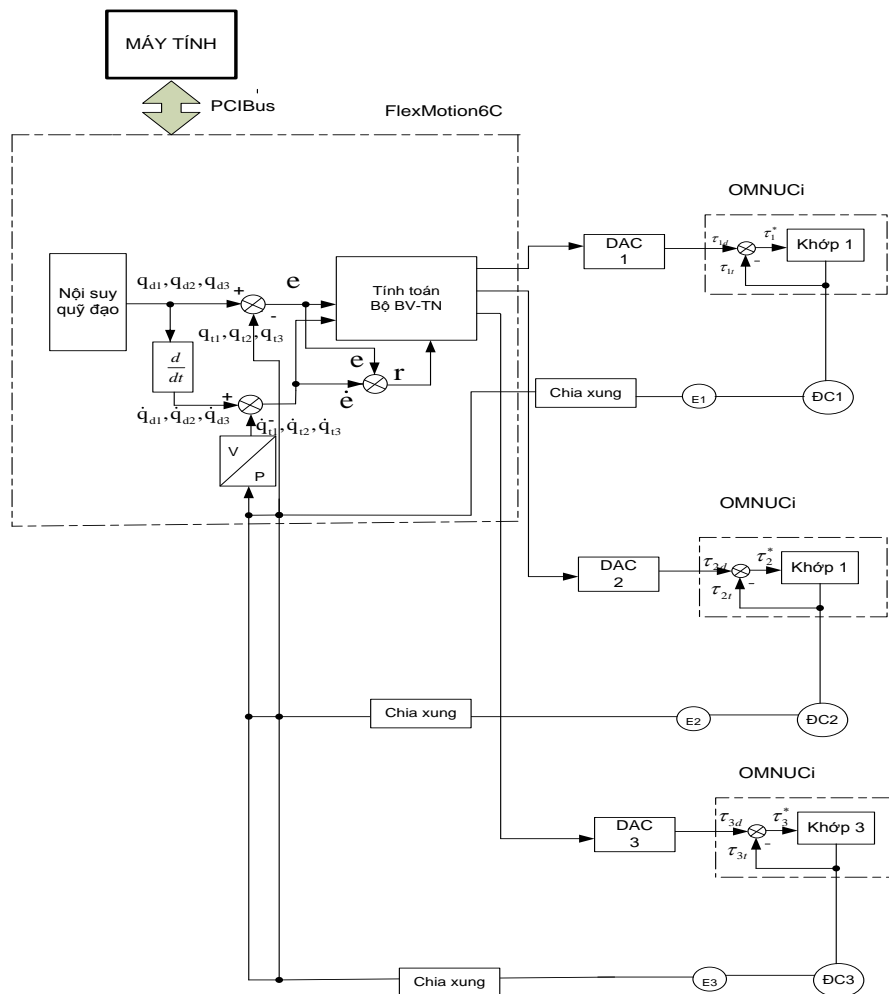 MÁY TÍNH
PCIBus
FlexMotion6C
OMNUCi
Nội suy
quỹ đạo
q_d1,q_d2,q_d3
+
e
-
q_t1,q_t2,q_t3
d
dt
q̇_d1,q̇_d2,q̇_d3
+
-
q̇_t1,q̇_t2,q̇_t3
V
P
Tính toán
Bộ BV-TN
e
ė
r
DAC
1
τ_1d
τ_1^*
-
τ_1t
Khớp 1
Chia xung
E1
ĐC1
OMNUCi
DAC
2
τ_2d
τ_2^*
-
τ_2t
Khớp 1
Chia xung
E2
ĐC2
OMNUCi
DAC
3
τ_3d
τ_3^*
-
τ_3t
Khớp 3
Chia xung
E3
ĐC3